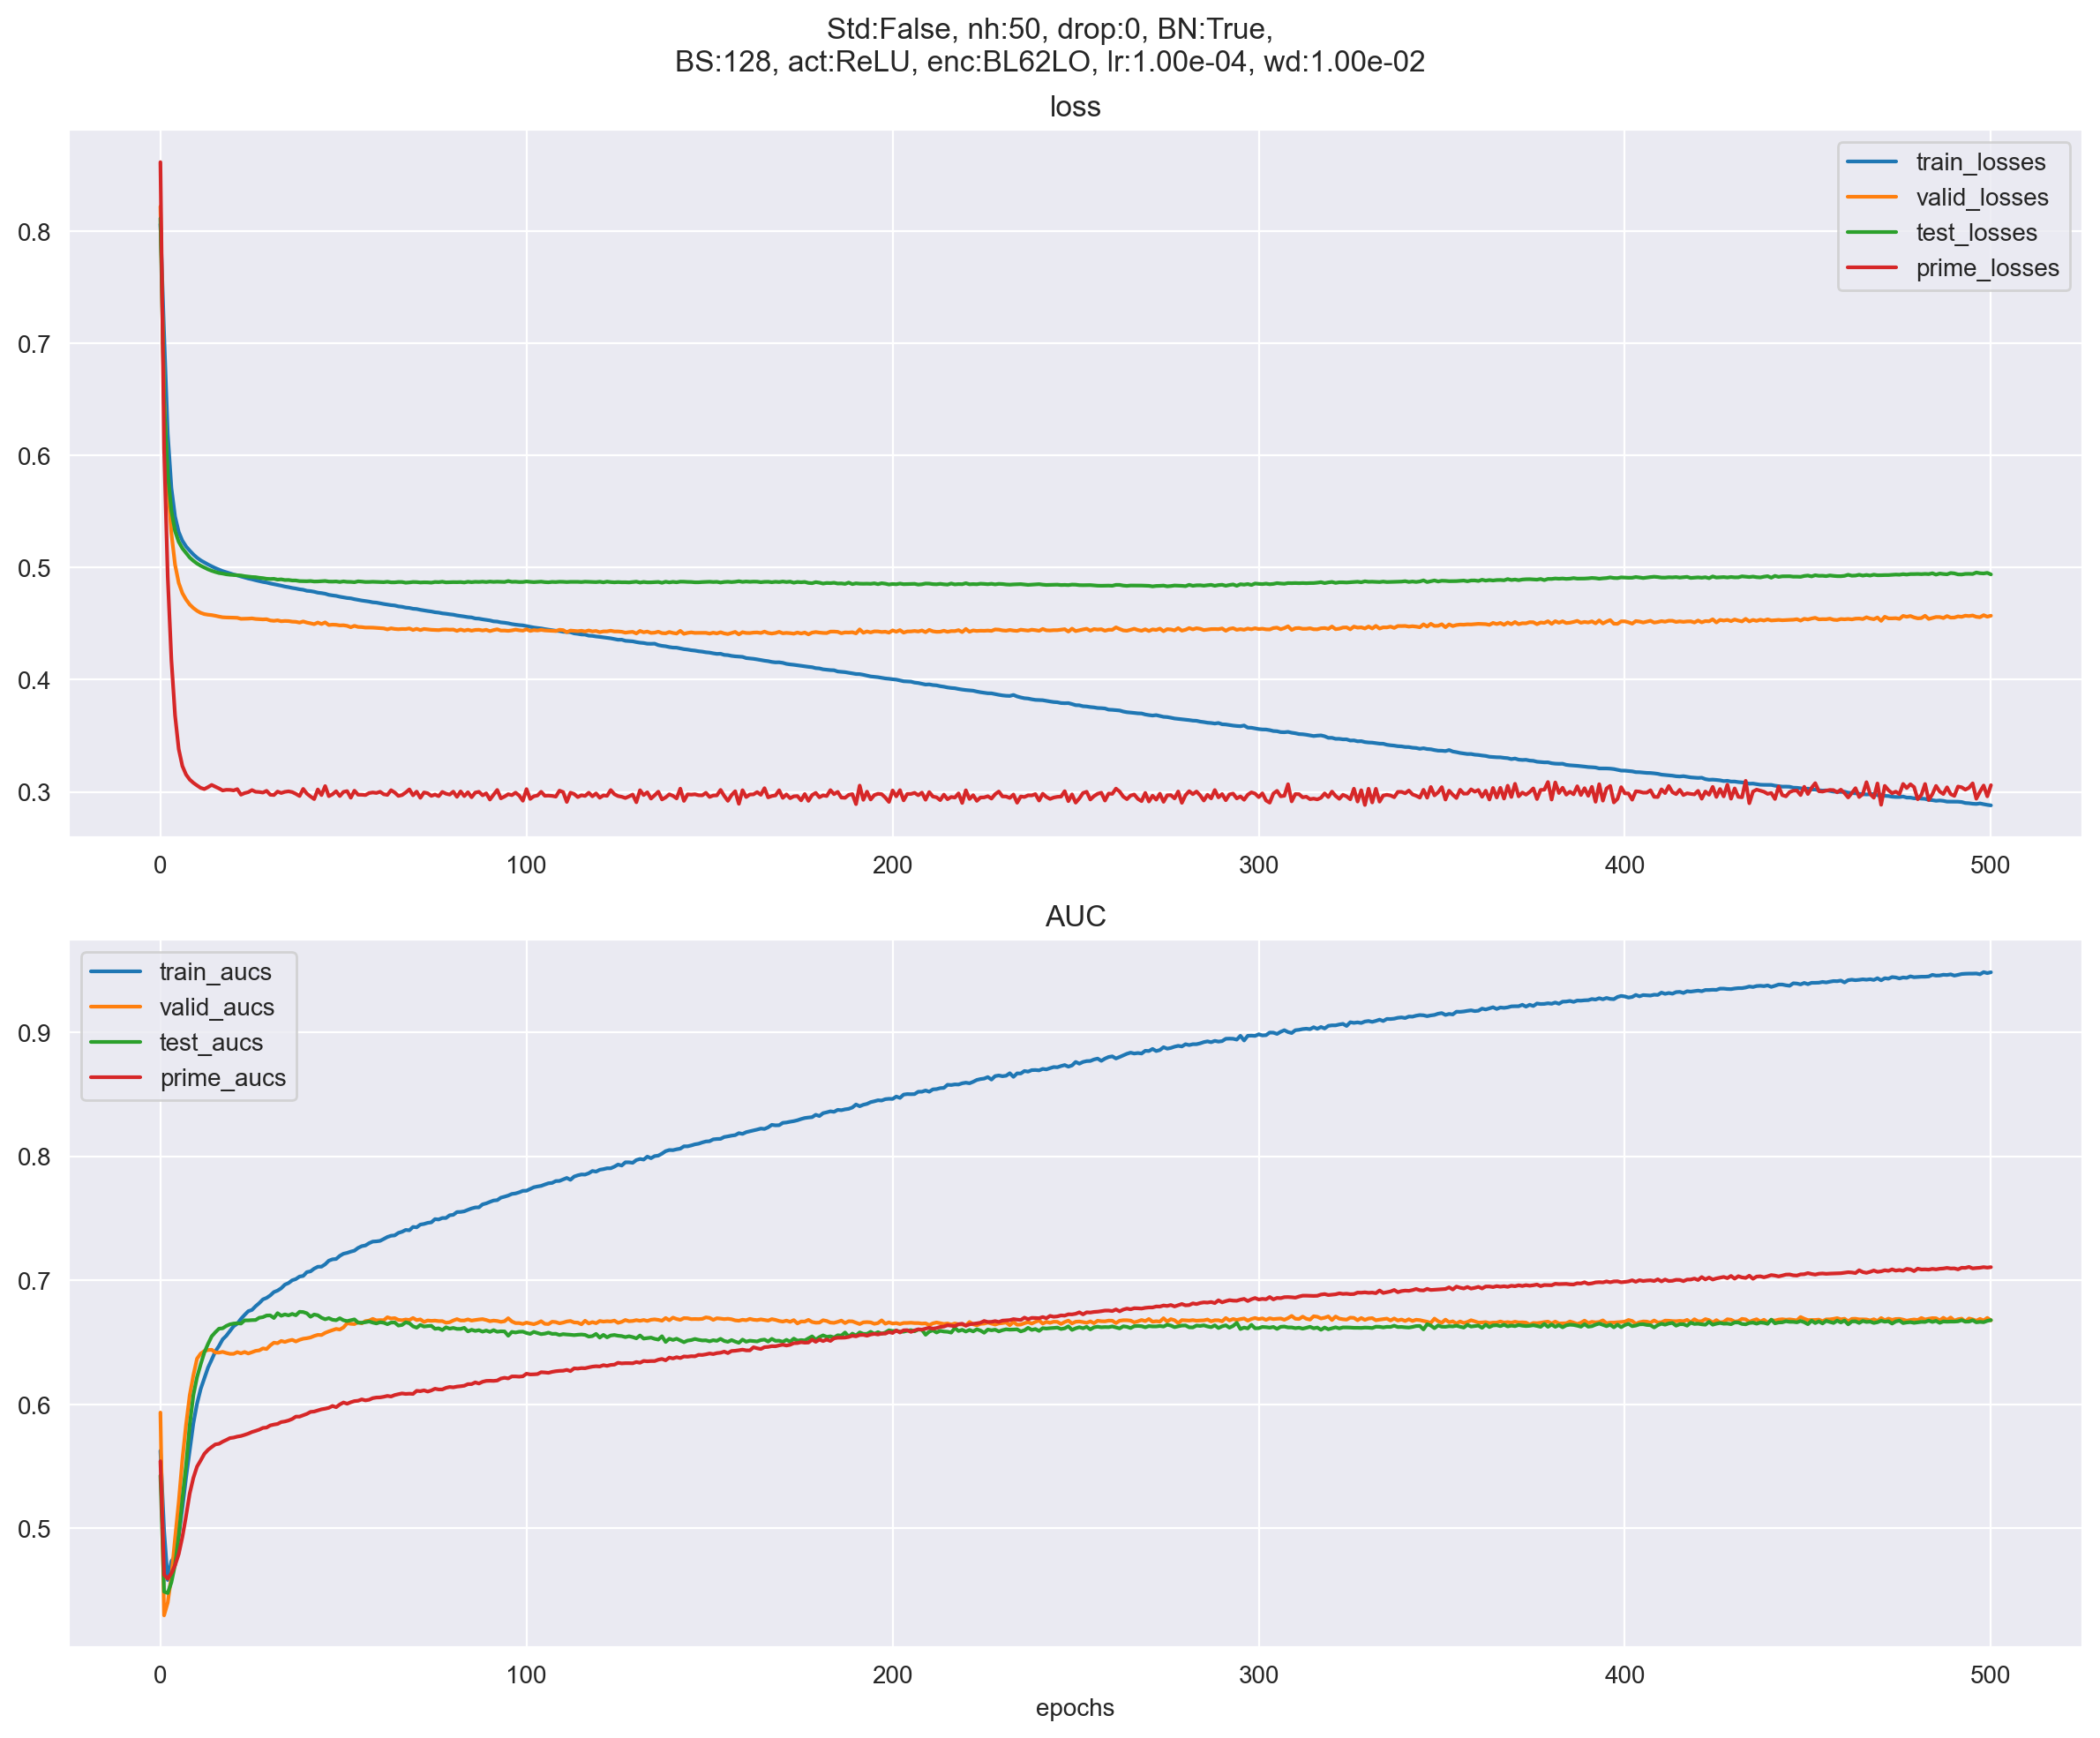 Std:False, nh:50, drop:0, BN:True,
BS:128, act:ReLU, enc:BL62LO, lr:1.00e-04, wd:1.00e-02
loss
train_losses
valid_losses
test_losses
prime_losses
0.8
0.7
0.6
0.5
0.4
0.3
0 100 200 300 400 500
AUC
train_aucs
valid_aucs
test_aucs
prime_aucs
0.9
0.8
0.7
0.6
0.5
0 100 200 300 400 500
epochs